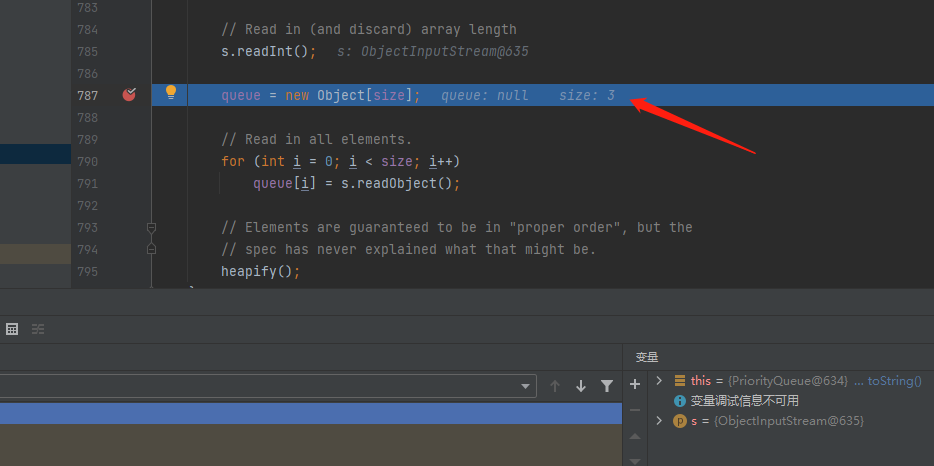 783
784 // Read in (and discard) array length
785 s.readInt(); s: ObjectInputStream@635
786
787 queue = new Object[size]; queue: null size: 3
788
789 // Read in all elements.
790 for (int i = 0; i < size; i++)
791 queue[i] = s.readObject();
792
793 // Elements are guaranteed to be in "proper order", but the
794 // spec has never explained what that might be.
795 heapify();
变量
this = {PriorityQueue@634} ... toString()
变量调试信息不可用
s = {ObjectInputStream@635}